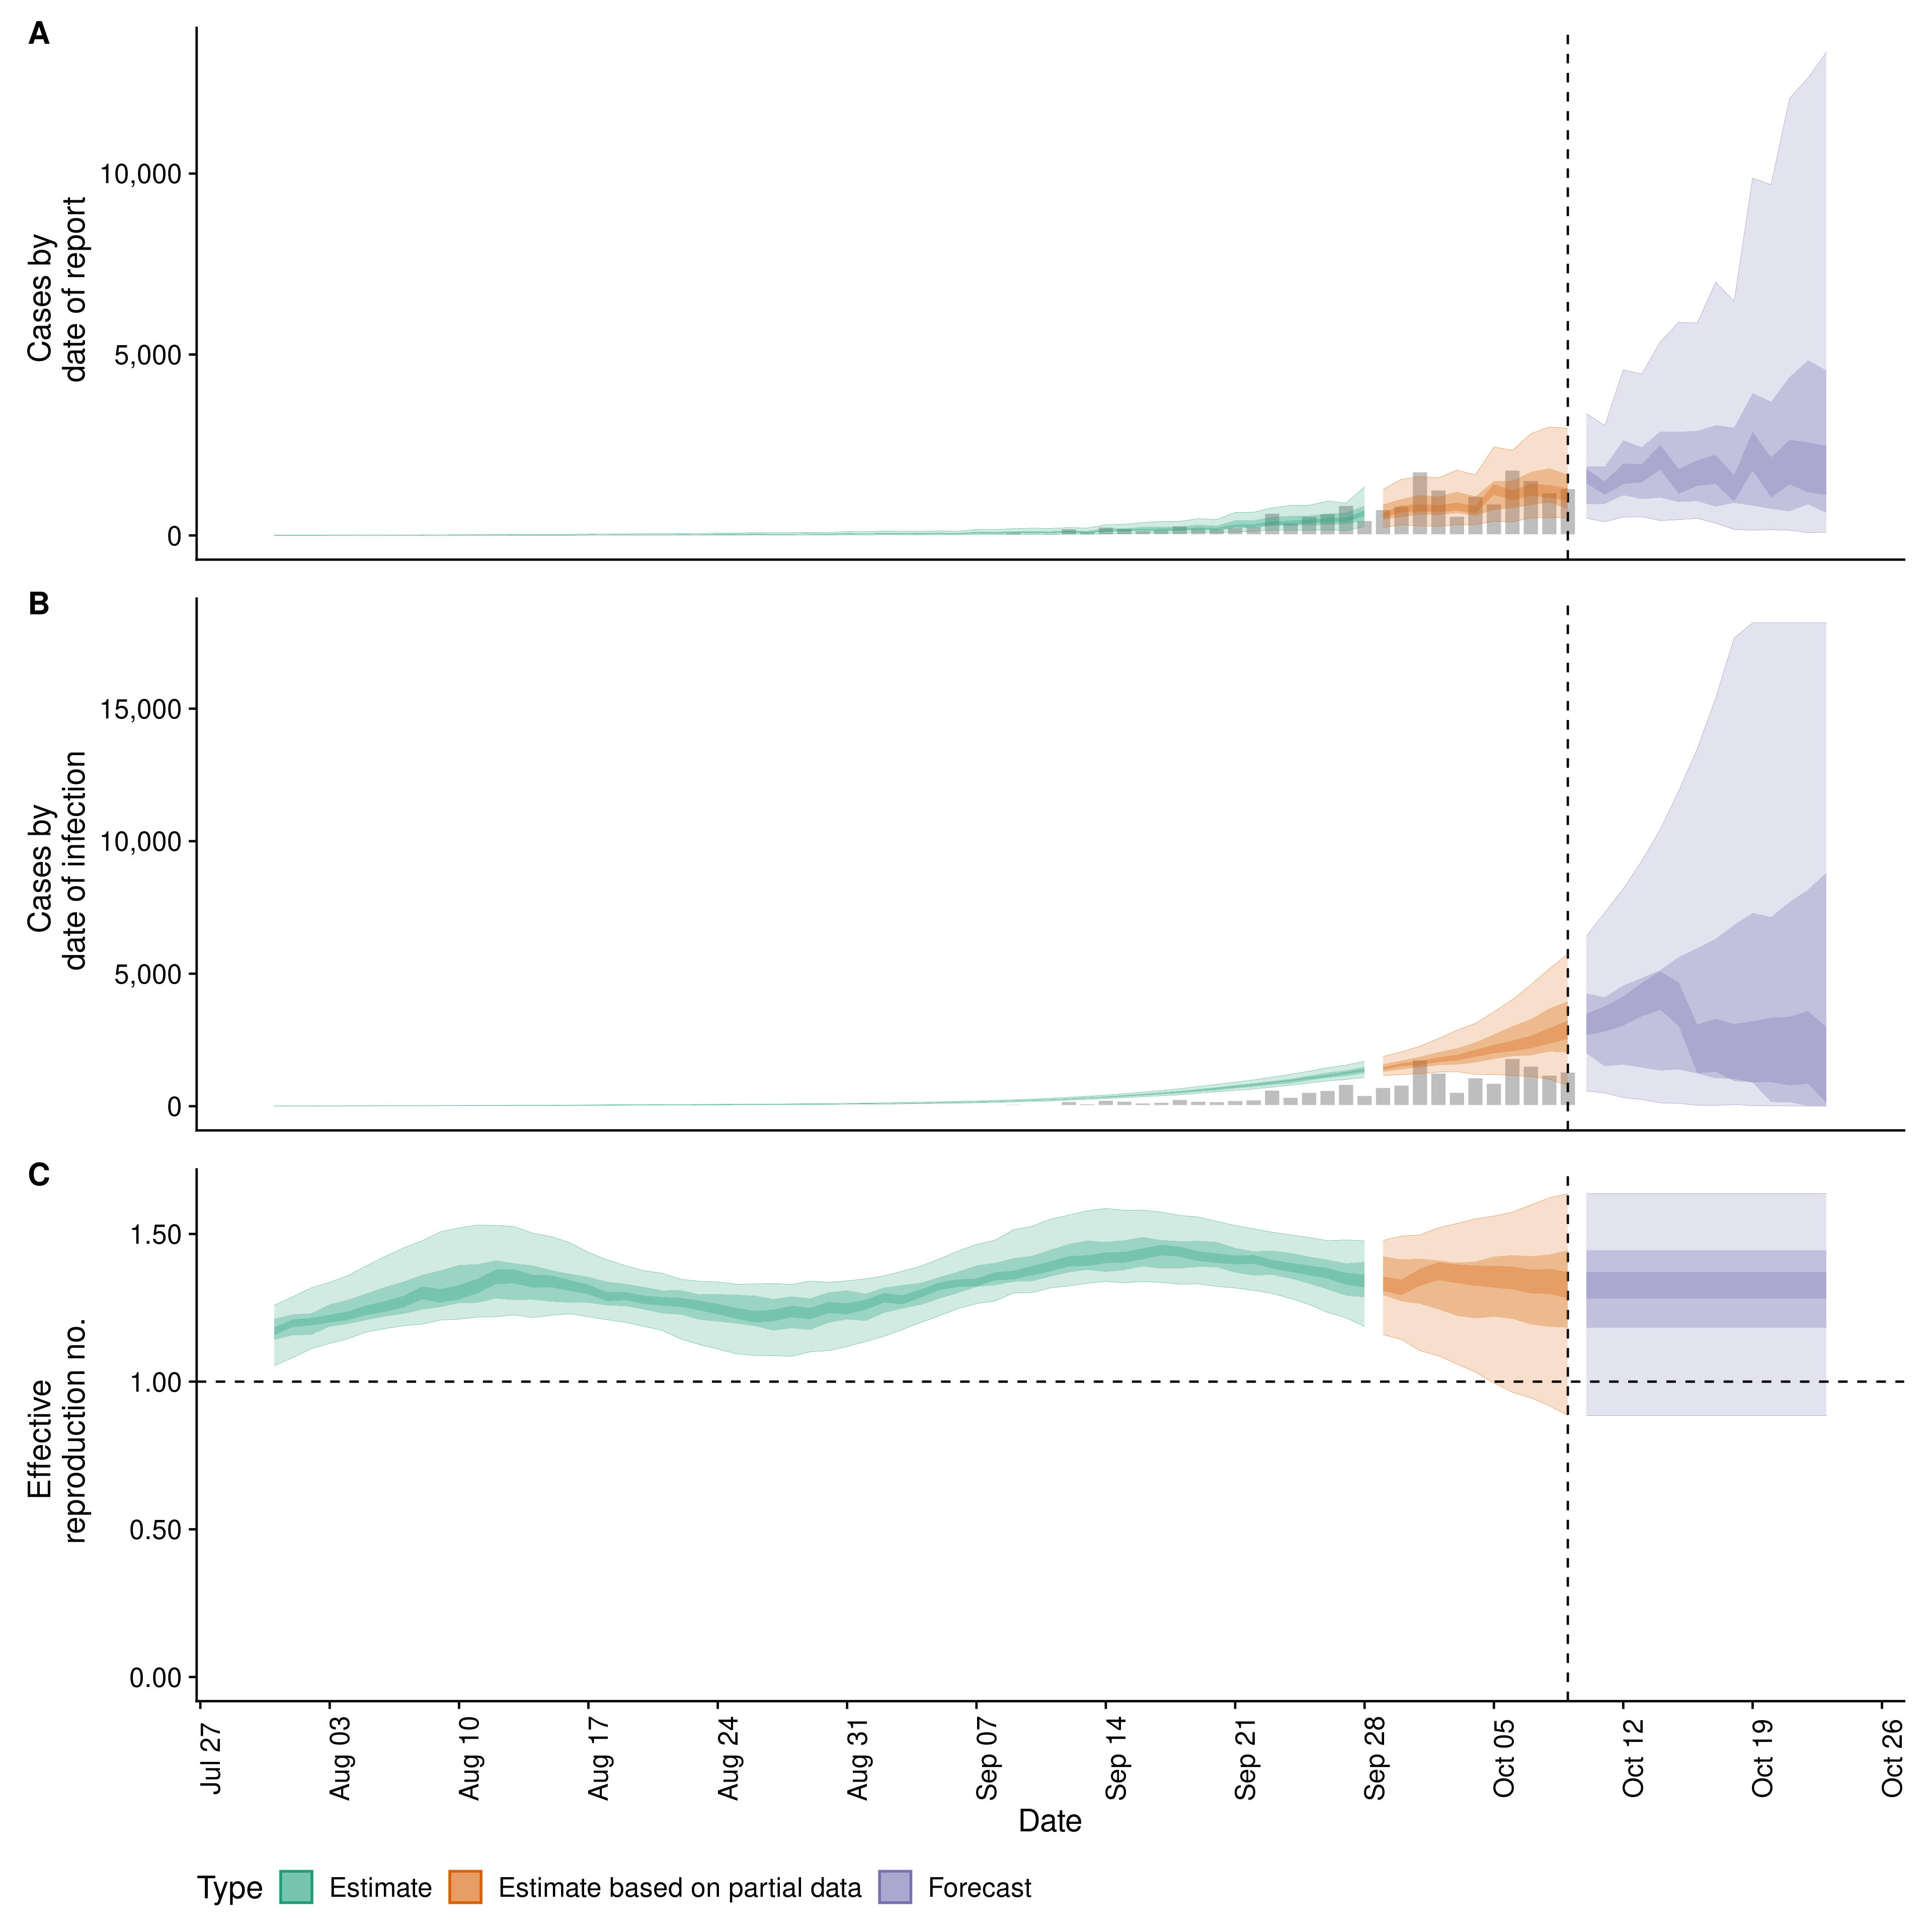 A
Cases by
date of report
10,000
5,000
0
B
Cases by
date of infection
15,000
10,000
5,000
0
C
Effective
reproduction no.
1.50
1.00
0.50
0.00
Jul 27
Aug 03
Aug 10
Aug 17
Aug 24
Aug 31
Sep 07
Sep 14
Sep 21
Sep 28
Oct 05
Oct 12
Oct 19
Oct 26
Date
Type
Estimate
Estimate based on partial data
Forecast